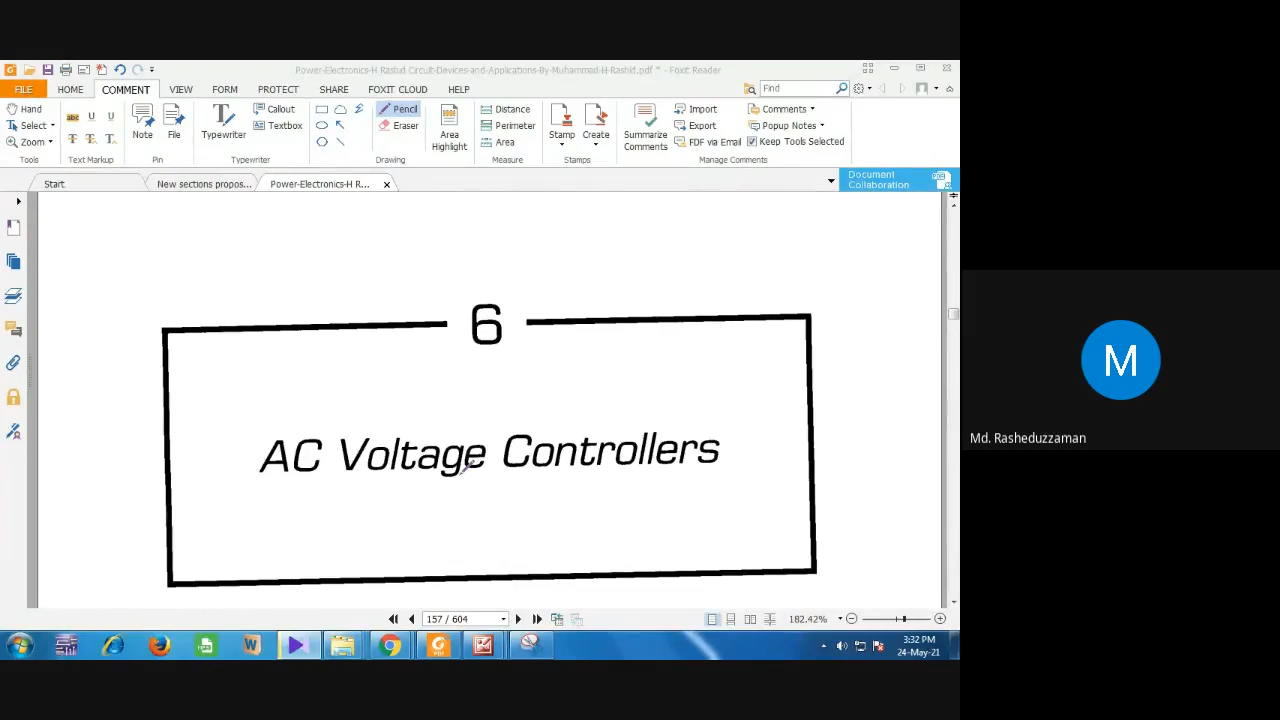 Power-Electronics-H Rashid Circuit-Devices-and-Applications-By-Muhammad-H-Rashid.pdf * - Foxit Reader
FILE HOME COMMENT VIEW FORM PROTECT SHARE FOXIT CLOUD HELP Find
Hand
Select
Zoom
Tools
abc U U
T T T
Text Markup
Note
File
Pin
Typewriter
Callout
Textbox
Typewriter
Pencil
Eraser
Area
Highlight
Drawing
Distance
Perimeter
Area
Measure
Stamp
Create
Stamps
Summarize
Comments
Import
Export
FDF via Email
Comments
Popup Notes
Keep Tools Selected
Manage Comments
Start New sections propos... Power-Electronics-H R...
Document
Collaboration
6
AC Voltage Controllers
157 / 604
182.42%
3:32 PM
24-May-21
M
Md. Rasheduzzaman